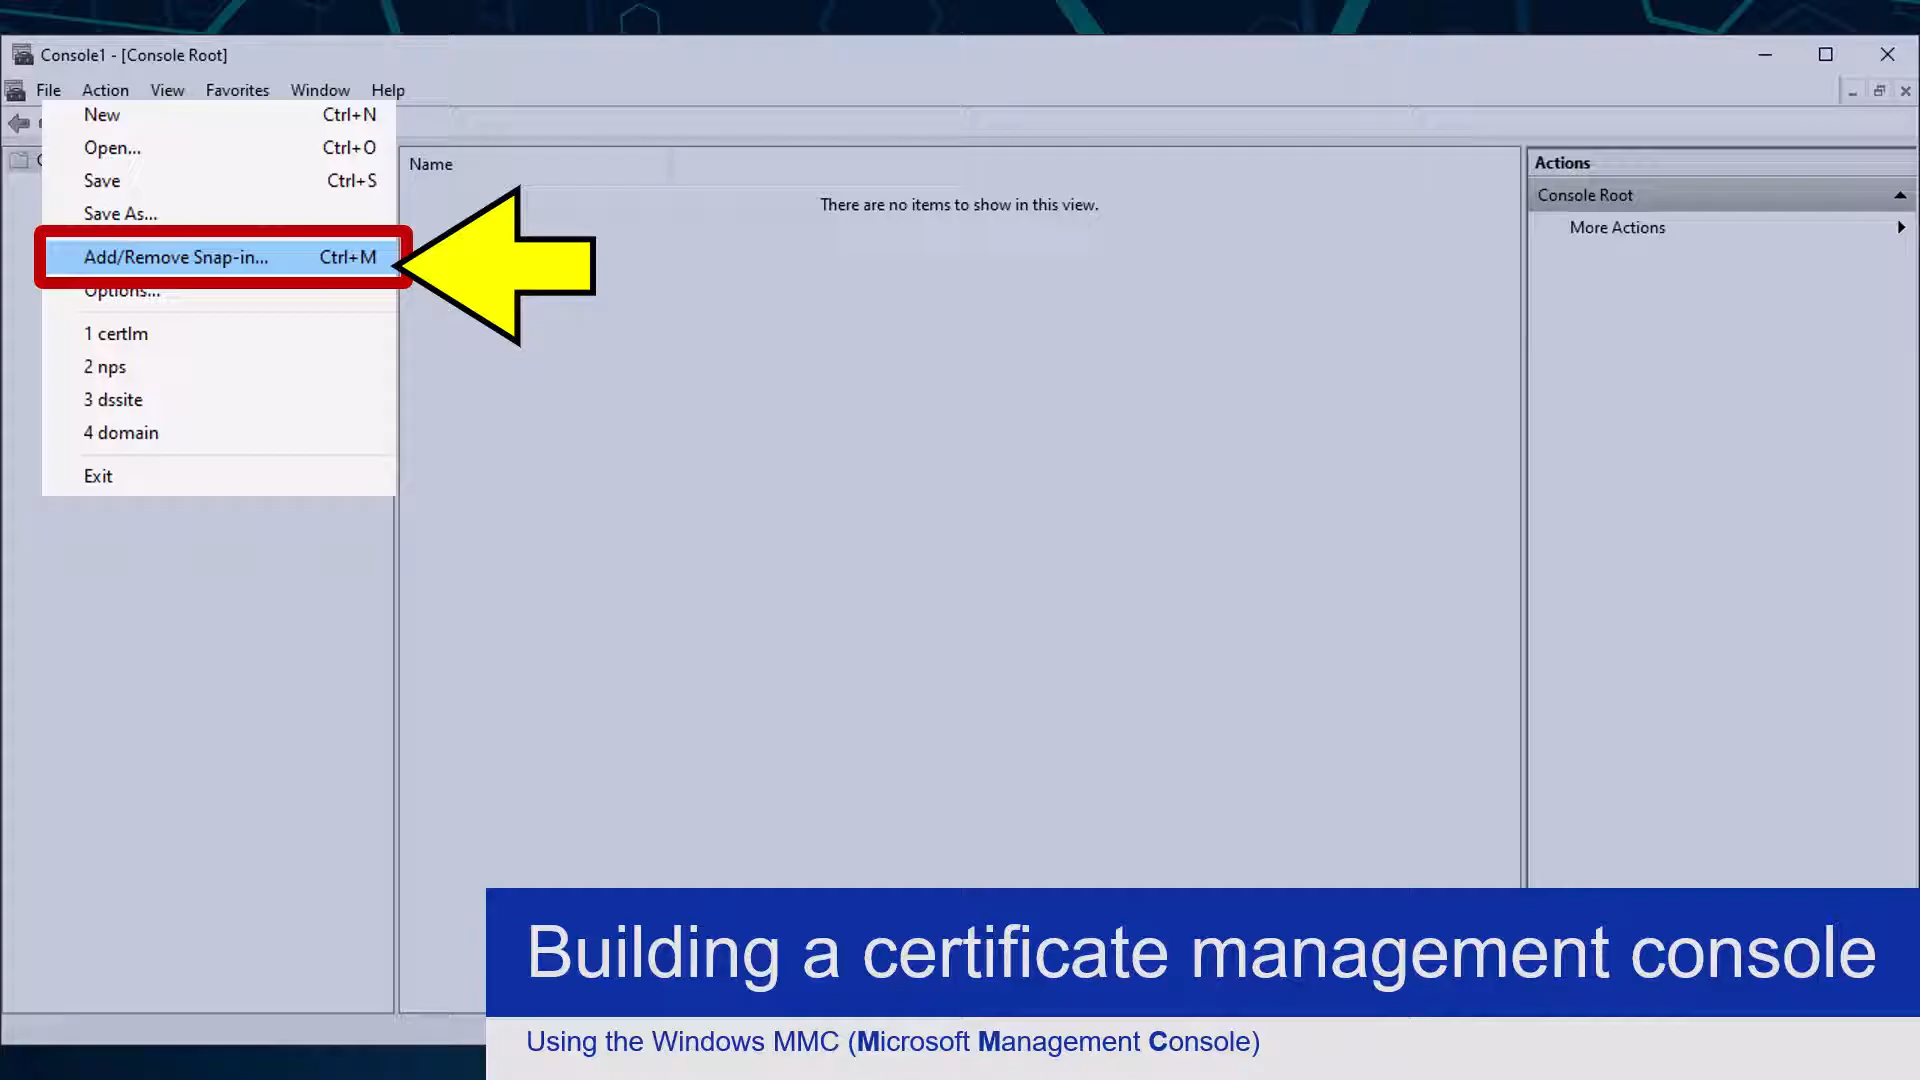 Console1 - [Console Root]
File Action View Favorites Window Help
New Ctrl+N
Open... Ctrl+O
Save Ctrl+S
Save As...
Add/Remove Snap-in... Ctrl+M
Options...
1 certlm
2 nps
3 dssite
4 domain
Exit
Name
There are no items to show in this view.
Actions
Console Root
More Actions
Building a certificate management console
Using the Windows MMC (Microsoft Management Console)